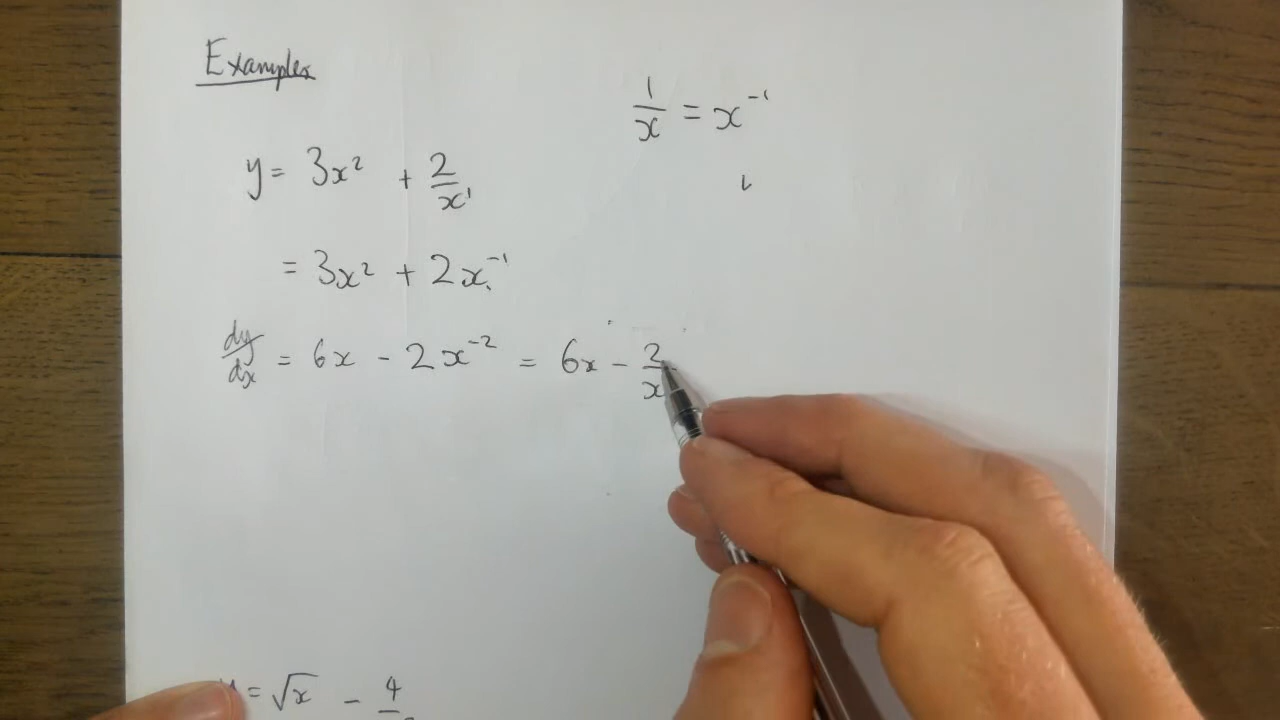 Examples
1/x = x⁻¹
y = 3x² + 2/x¹
= 3x² + 2x⁻¹
dy/dx = 6x - 2x⁻² = 6x - 2/x
= √x - 4